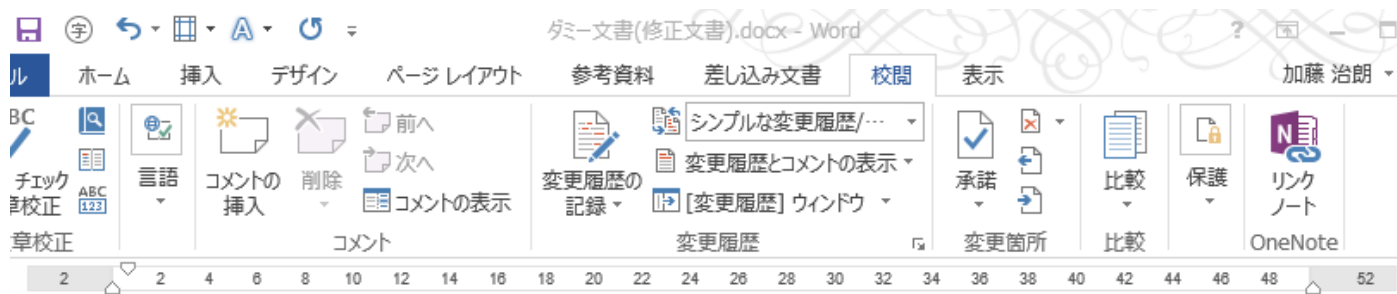 字 A ダミー文書(修正文書).docx - Word ?
ル ホーム 挿入 デザイン ページ レイアウト 参考資料 差し込み文書 校閲 表示 加藤 治朗
BC 前へ シンプルな変更履歴/… N
次へ 変更履歴とコメントの表示
チェック ABC 言語 コメントの 削除 変更履歴の 承諾 比較 保護 リンク
章校正 123 挿入 コメントの表示 記録 [変更履歴] ウィンドウ ノート
章校正 コメント 変更履歴 変更箇所 比較 OneNote
2 2 4 6 8 10 12 14 16 18 20 22 24 26 28 30 32 34 36 38 40 42 44 46 48 52